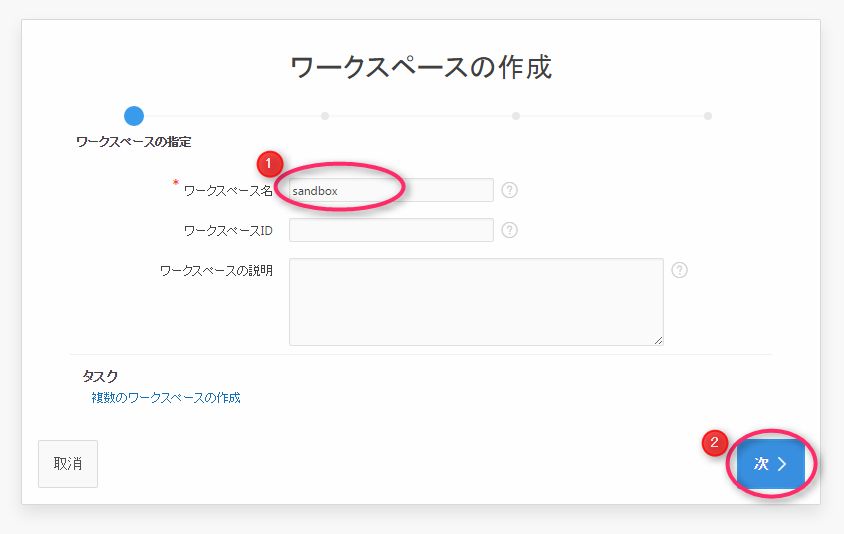 ワークスペースの作成
ワークスペースの指定
1
* ワークスペース名 sandbox ?
ワークスペースID ?
ワークスペースの説明 ?
タスク
複数のワークスペースの作成
2
取消 次 >